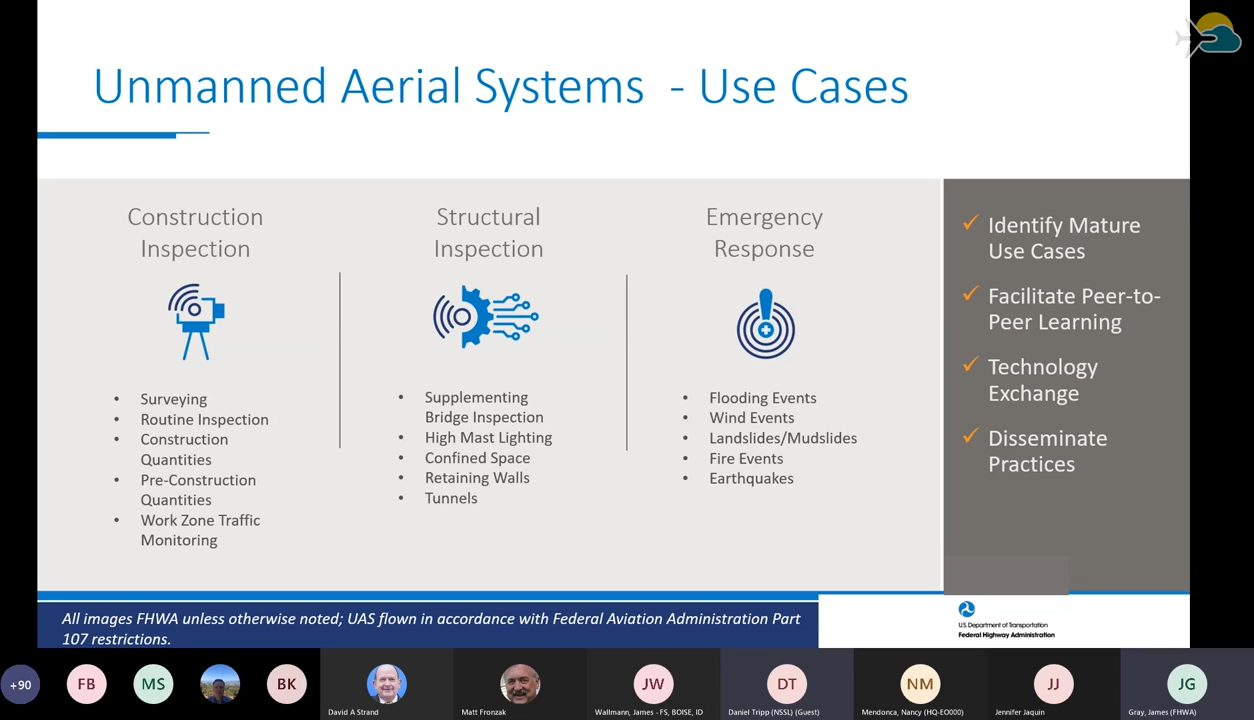 Unmanned Aerial Systems - Use Cases
Construction
Inspection
• Surveying
• Routine Inspection
• Construction
Quantities
• Pre-Construction
Quantities
• Work Zone Traffic
Monitoring
Structural
Inspection
• Supplementing
Bridge Inspection
• High Mast Lighting
• Confined Space
• Retaining Walls
• Tunnels
Emergency
Response
• Flooding Events
• Wind Events
• Landslides/Mudslides
• Fire Events
• Earthquakes
✓ Identify Mature
Use Cases
✓ Facilitate Peer-to-
Peer Learning
✓ Technology
Exchange
✓ Disseminate
Practices
All images FHWA unless otherwise noted; UAS flown in accordance with Federal Aviation Administration Part
107 restrictions.
U.S. Department of Transportation
Federal Highway Administration
+90
FB
MS
BK
David A Strand
Matt Fronzak
JW
Wallmann, James - FS, BOISE, ID
DT
Daniel Tripp (NSSL) (Guest)
NM
Mendonca, Nancy (HQ-EO000)
JJ
Jennifer Jaquin
JG
Gray, James (FHWA)